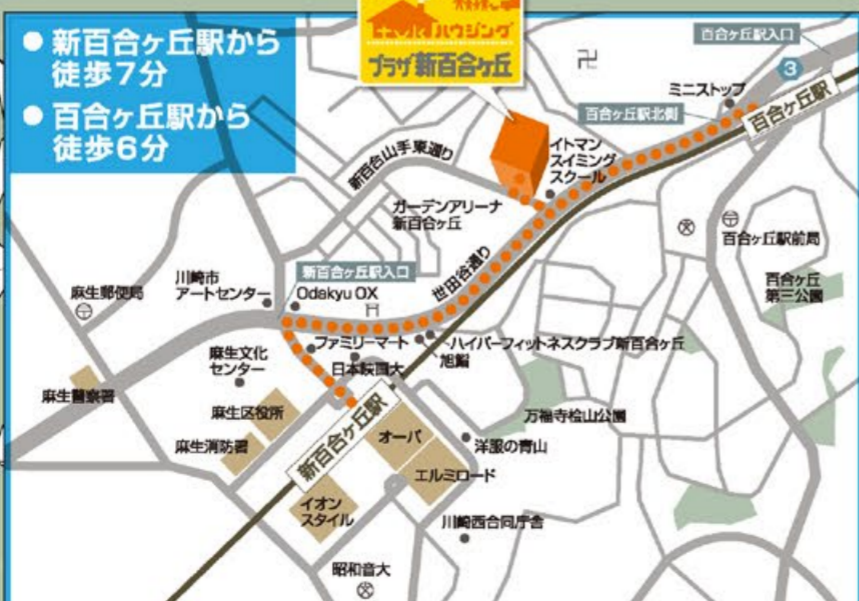 ● 新百合ヶ丘駅から
徒歩7分
● 百合ヶ丘駅から
徒歩6分
ハウジング
プラザ新百合ヶ丘
百合ヶ丘駅入口
3
ミニストップ
百合ヶ丘駅北側
百合ヶ丘駅
イトマン
スイミング
スクール
新百合山手東通り
ガーデンアリーナ
新百合ヶ丘
世田谷通り
百合ヶ丘駅前局
百合ヶ丘
第三公園
新百合ヶ丘駅入口
Odakyu OX
川崎市
アートセンター
麻生郵便局
ファミリーマート
ハイパーフィットネスクラブ新百合ヶ丘
旭鮨
日本映画大
麻生文化
センター
麻生警察署
麻生区役所
麻生消防署
新百合ヶ丘駅
オーパ
万福寺桧山公園
洋服の青山
エルミロード
イオン
スタイル
川崎西合同庁舎
昭和音大